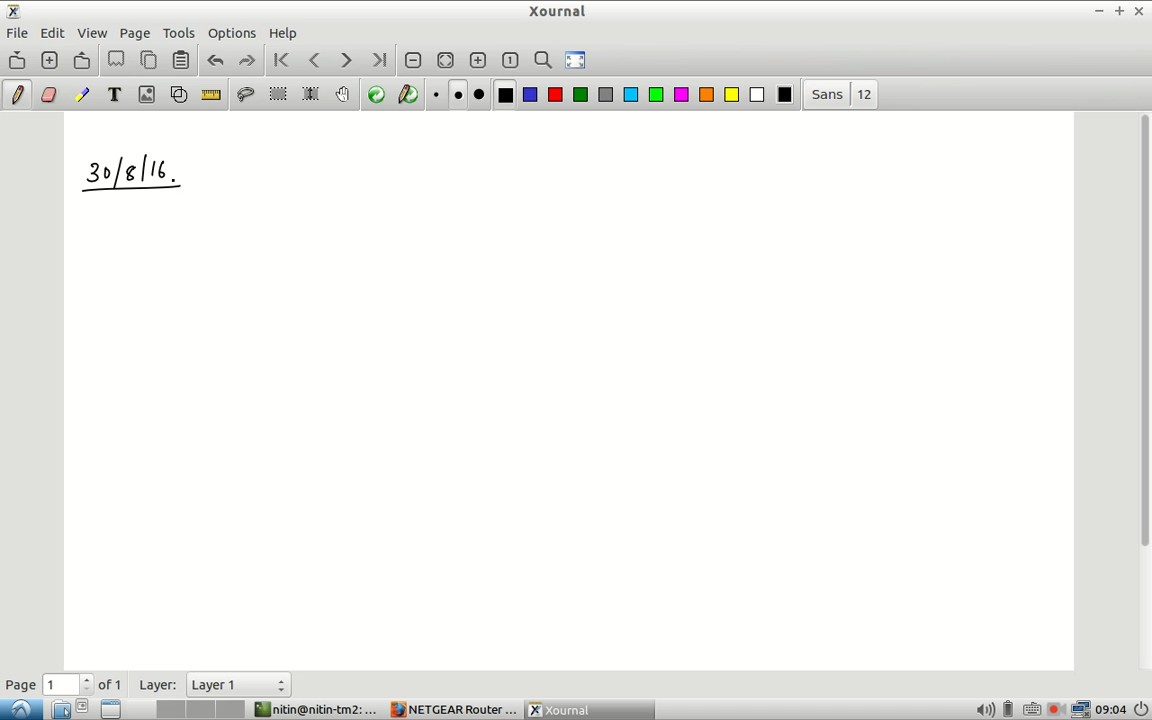 Xournal
File Edit View Page Tools Options Help
Sans 12
30/8/16.
Page 1 of 1 Layer: Layer 1
nitin@nitin-tm2: ... NETGEAR Router ... Xournal 09:04